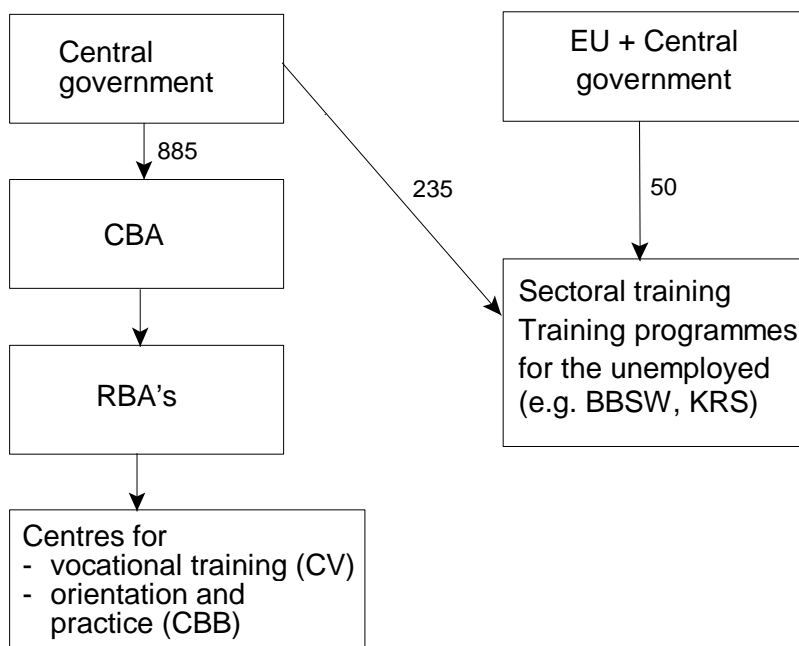 Central
government
EU + Central
government
885
235
50
CBA
Sectoral training
Training programmes
for the unemployed
(e.g. BBSW, KRS)
RBA's
Centres for
- vocational training (CV)
- orientation and
practice (CBB)